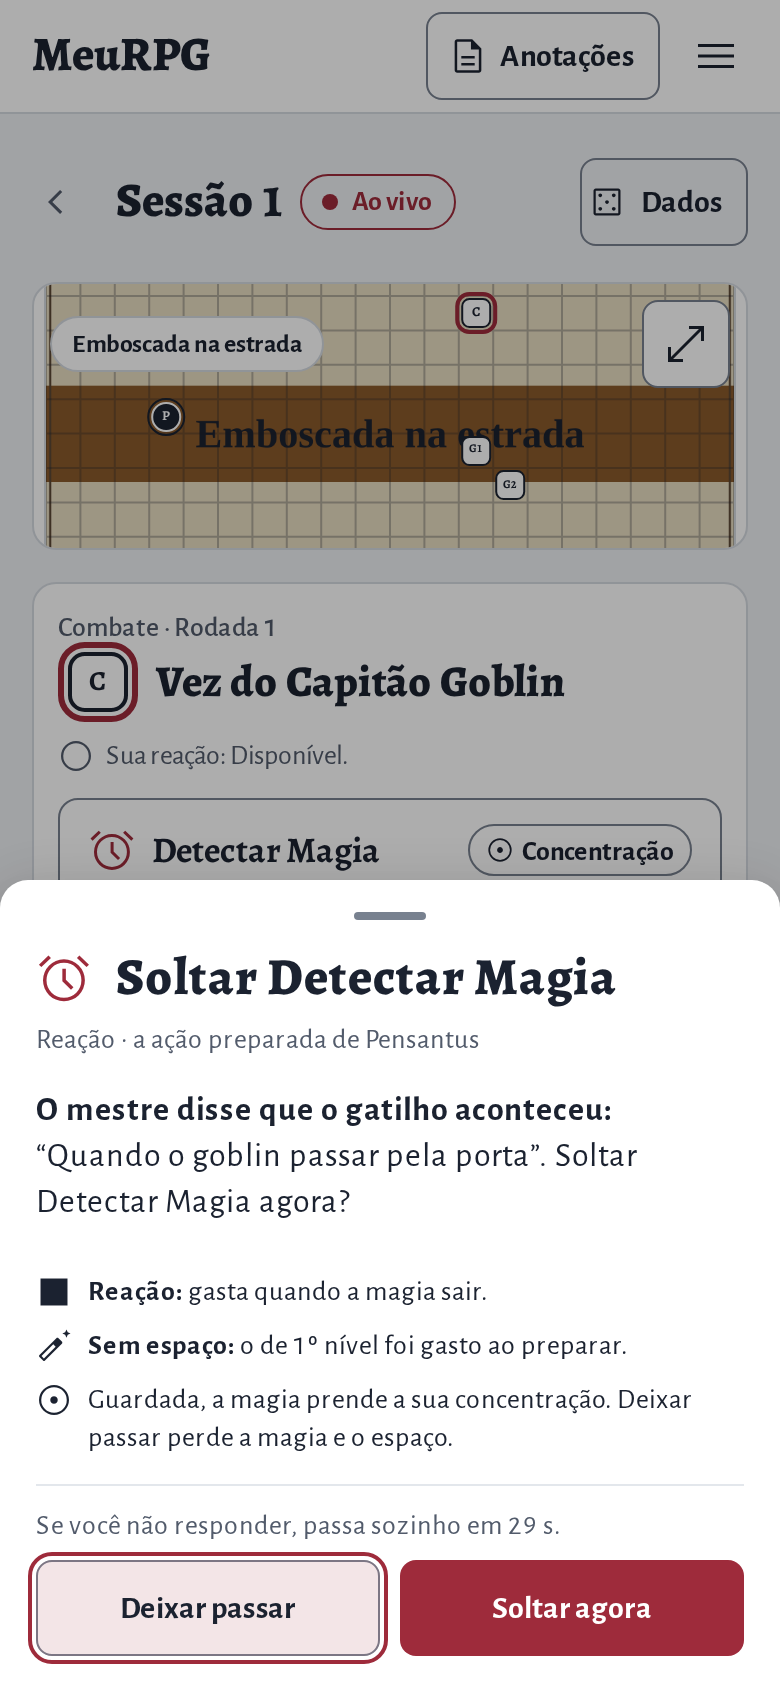 MeuRPG
Anotações
Sessão 1
Ao vivo
Dados
C
Emboscada na estrada
P
Emboscada na estrada
G1
G2
Combate · Rodada 1
C
Vez do Capitão Goblin
Sua reação: Disponível.
Detectar Magia
Concentração
Soltar Detectar Magia
Reação · a ação preparada de Pensantus
O mestre disse que o gatilho aconteceu:
“Quando o goblin passar pela porta”. Soltar
Detectar Magia agora?
Reação: gasta quando a magia sair.
Sem espaço: o de 1º nível foi gasto ao preparar.
Guardada, a magia prende a sua concentração. Deixar
passar perde a magia e o espaço.
Se você não responder, passa sozinho em 29 s.
Deixar passar
Soltar agora